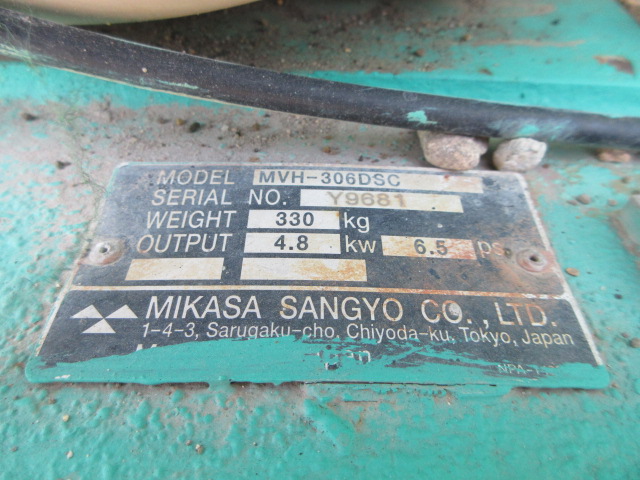 MODEL MVH-306DSC
SERIAL NO. Y9681
WEIGHT 330 kg
OUTPUT 4.8 kw 6.5 ps
MIKASA SANGYO CO., LTD.
1-4-3, Sarugaku-cho, Chiyoda-ku, Tokyo, Japan